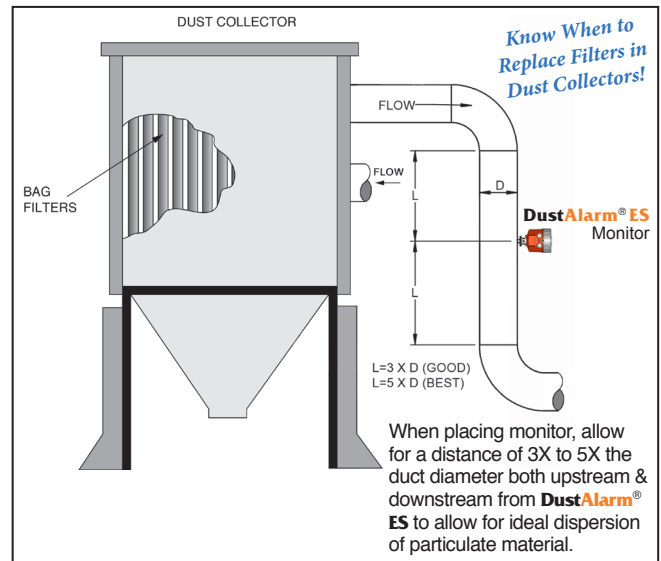 DUST COLLECTOR
Know When to
Replace Filters in
Dust Collectors!
FLOW
BAG
FILTERS
FLOW
L
D
DustAlarm® ES
Monitor
L
L=3 X D (GOOD)
L=5 X D (BEST)
When placing monitor, allow
for a distance of 3X to 5X the
duct diameter both upstream &
downstream from DustAlarm®
ES to allow for ideal dispersion
of particulate material.